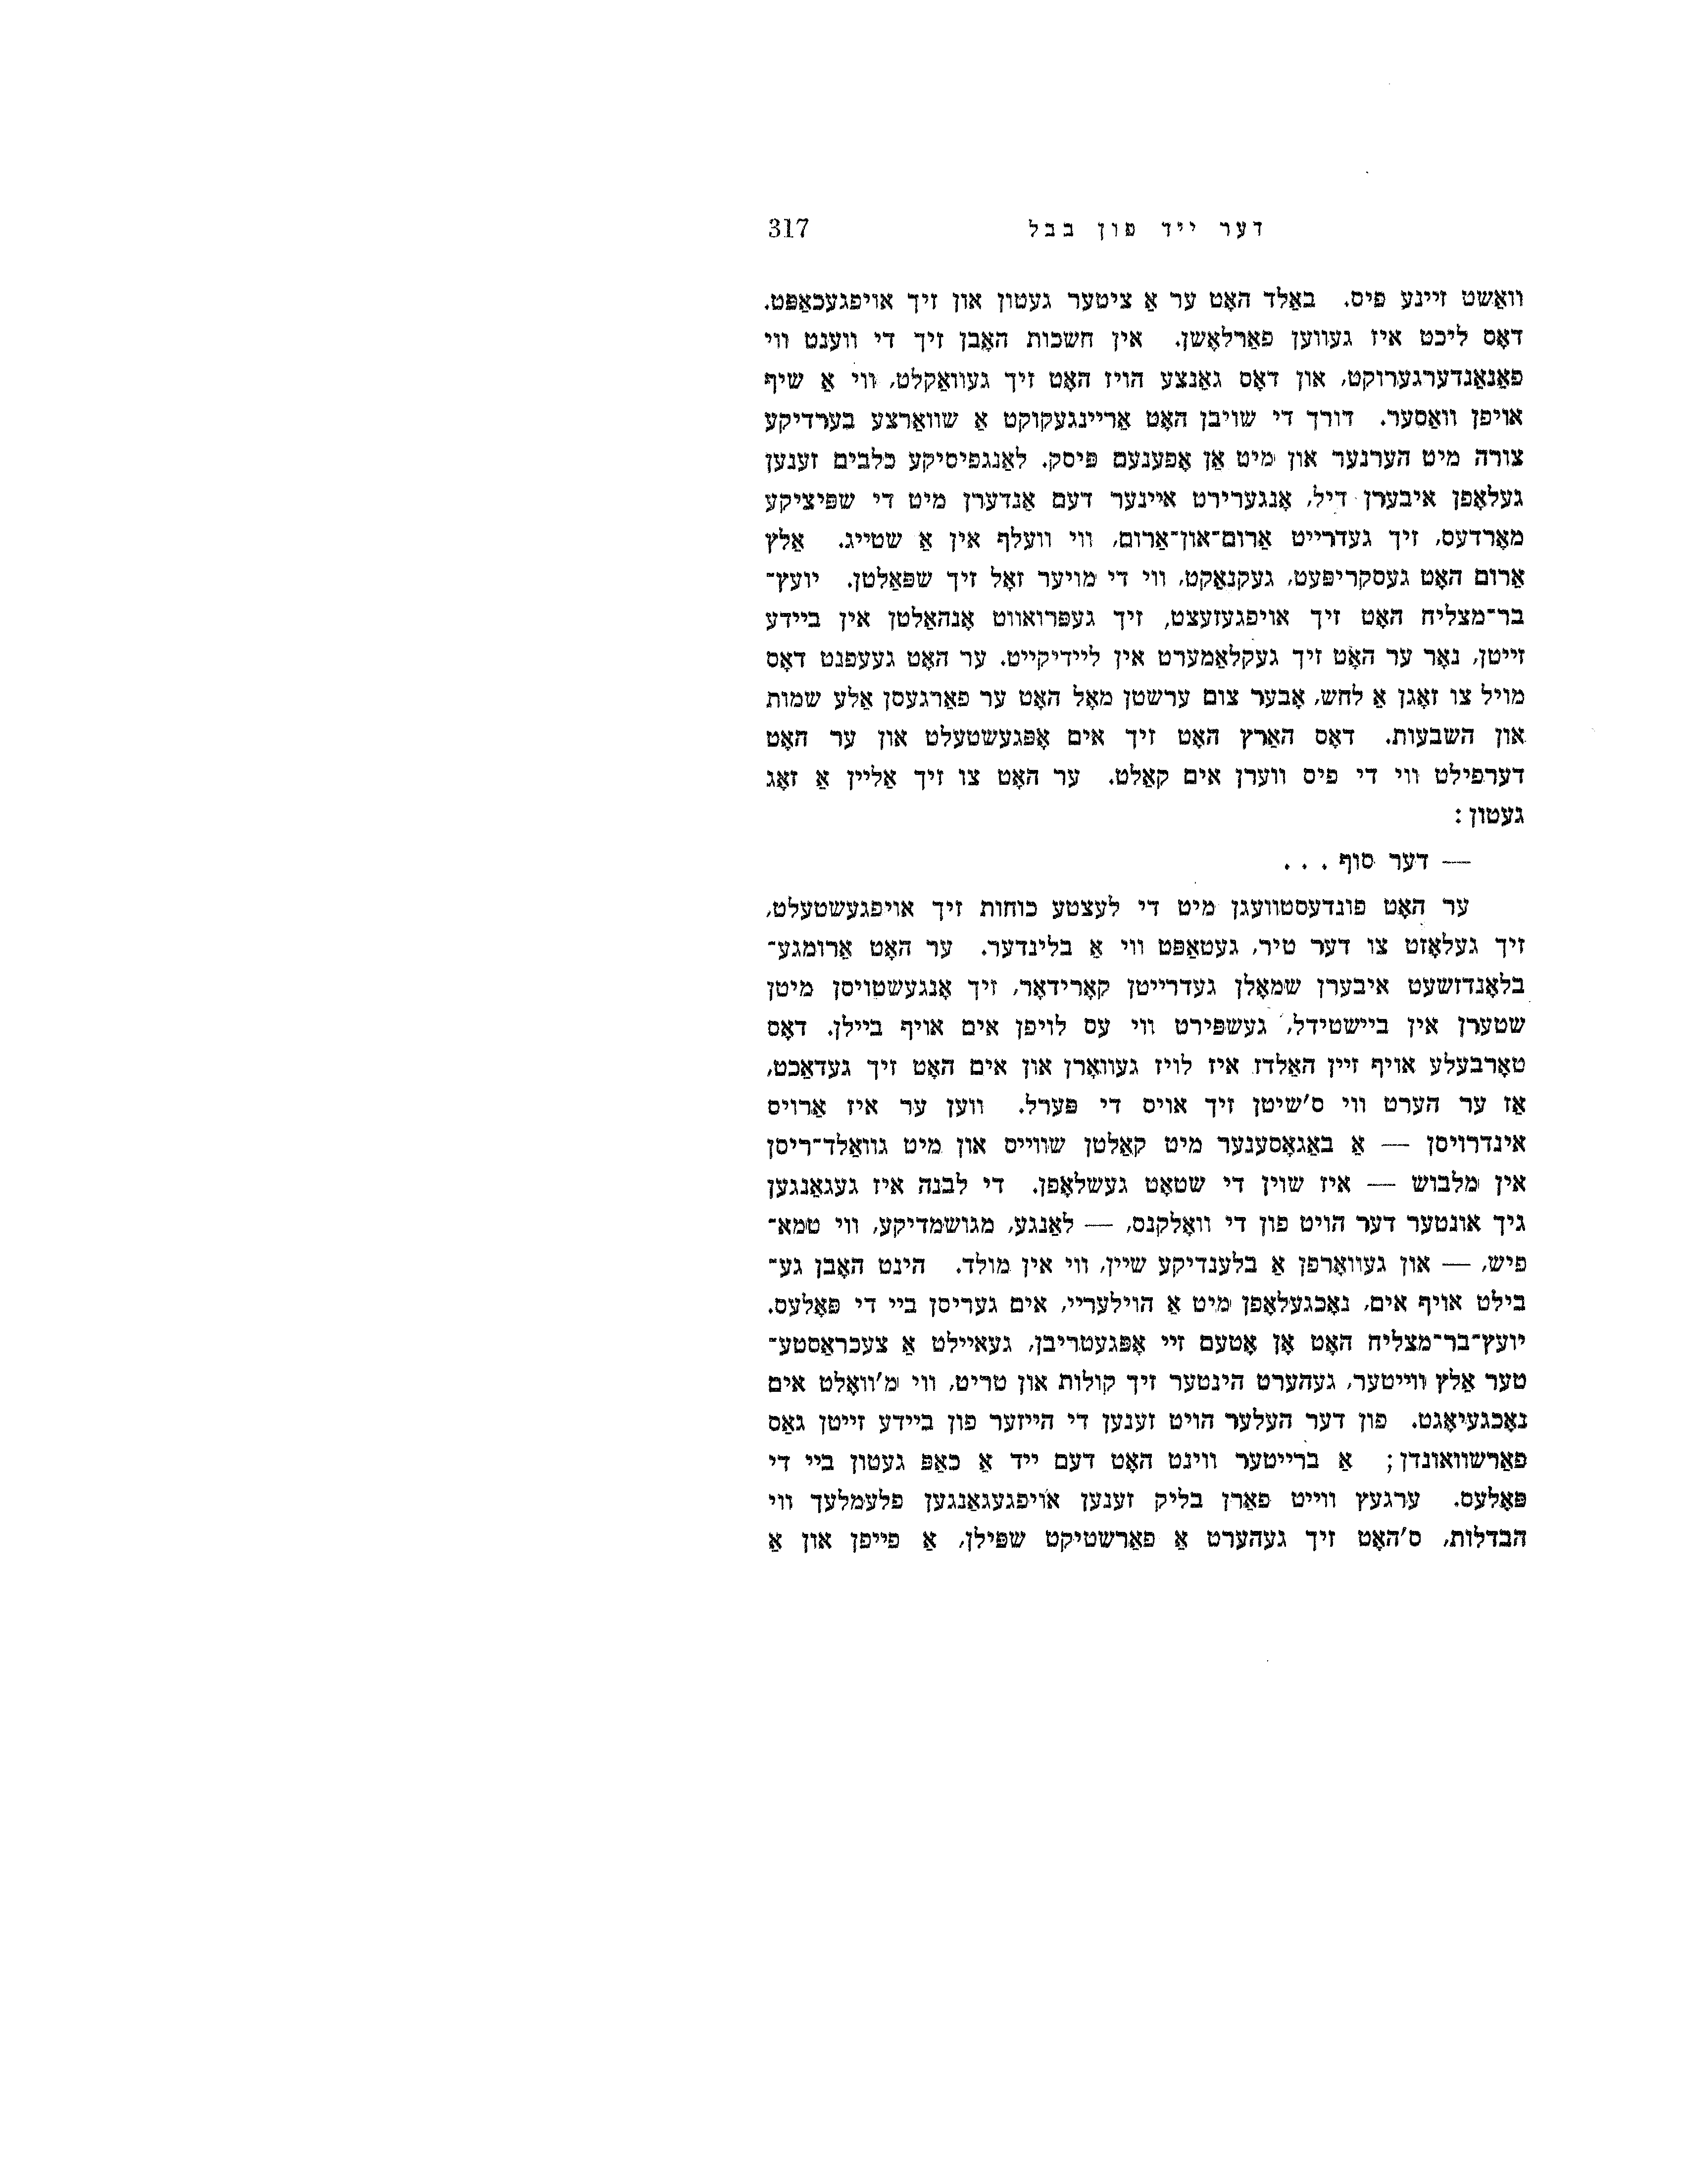 דער ייד פון בבל 317
וואַשט זיינע פיס. באַלד האָט ער אַ ציטער געטון און זיך אויפגעכאַפּט.
דאָס ליכט איז געווען פאַרלאָשן. אין חשכות האָבן זיך די ווענט ווי
פאַנאַנדערגערוקט, און דאָס גאַנצע הויז האָט זיך געוואַקלט, ווי אַ שיף
אויפן וואַסער. דורך די שויבן האָט אַריינגעקוקט אַ שוואַרצע בערדיקע
צורה מיט הערנער און מיט אַן אָפענעם פּיסק. לאַנגפיסיקע כלבים זענען
געלאָפן איבערן דיל, אָנגערירט איינער דעם אַנדערן מיט די שפּיציקע
מאָרדעס, זיך געדרייט אַרום־און־אַרום, ווי וועלף אין אַ שטייג. אַלץ
אַרום האָט געסקריפּעט, געקנאַקט, ווי די מויער זאָל זיך שפּאַלטן. יועץ־
בר־מצליח האָט זיך אויפגעזעצט, זיך געפּרואווט אָנהאַלטן אין ביידע
זייטן, נאָר ער האָט זיך געקלאַמערט אין ליידיקייט. ער האָט געעפנט דאָס
מויל צו זאָגן אַ לחש, אָבער צום ערשטן מאָל האָט ער פאַרגעסן אַלע שמות
און השבעות. דאָס האַרץ האָט זיך אים אָפּגעשטעלט און ער האָט
דערפילט ווי די פיס ווערן אים קאַלט. ער האָט צו זיך אַליין אַ זאָג
געטון:
— דער סוף . . .
ער האָט פונדעסטוועגן מיט די לעצטע כוחות זיך אויפגעשטעלט,
זיך געלאָזט צו דער טיר, געטאַפּט ווי אַ בלינדער. ער האָט אַרומגע־
בלאָנדזשעט איבערן שמאָלן געדרייטן קאָרידאָר, זיך אָנגעשטויסן מיטן
שטערן אין ביישטידל, געשפּירט ווי עס לויפן אים אויף ביילן. דאָס
טאָרבעלע אויף זיין האַלדז איז לויז געוואָרן און אים האָט זיך געדאַכט,
אַז ער הערט ווי ס'שיטן זיך אויס די פּערל. ווען ער איז אַרויס
אינדרויסן — אַ באַגאָסענער מיט קאַלטן שווייס און מיט גוואַלד־ריסן
אין מלבוש — איז שוין די שטאָט געשלאָפן. די לבנה איז געגאַנגען
גיך אונטער דער הויט פון די וואָלקנס, — לאַנגע, מגושמדיקע, ווי טמא־
פיש, — און געוואָרפן אַ בלענדיקע שיין, ווי אין מולד. הינט האָבן גע־
בילט אויף אים, נאָכגעלאָפן מיט אַ הוילעריי, אים געריסן ביי די פּאָלעס.
יועץ־בר־מצליח האָט אָן אָטעם זיי אָפּגעטריבן, געאיילט אַ צעכראַסטע־
טער אַלץ ווייטער, געהערט הינטער זיך קולות און טריט, ווי מ'וואָלט אים
נאָכגעיאָגט. פון דער העלער הויט זענען די הייזער פון ביידע זייטן גאַס
פאַרשוואונדן; אַ ברייטער ווינט האָט דעם ייד אַ כאַפּ געטון ביי די
פּאָלעס. ערגעץ ווייט פאַרן בליק זענען אויפגעגאַנגען פלעמלעך ווי
הבדלות, ס'האָט זיך געהערט אַ פאַרשטיקט שפּילן, אַ פייפן און אַ